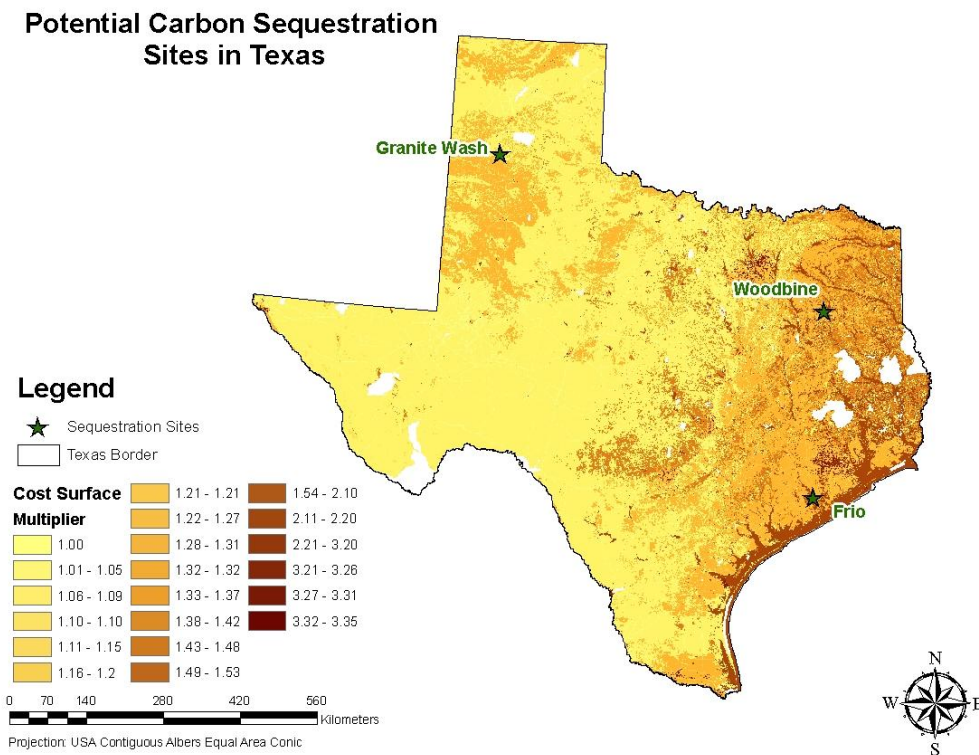 Potential Carbon Sequestration
Sites in Texas
Granite Wash
Woodbine
Frio
Legend
Sequestration Sites
Texas Border
Cost Surface
Multiplier
1.00
1.01 - 1.05
1.06 - 1.09
1.10 - 1.10
1.11 - 1.15
1.16 - 1.2
1.21 - 1.21
1.22 - 1.27
1.28 - 1.31
1.32 - 1.32
1.33 - 1.37
1.38 - 1.42
1.43 - 1.48
1.49 - 1.53
1.54 - 2.10
2.11 - 2.20
2.21 - 3.20
3.21 - 3.26
3.27 - 3.31
3.32 - 3.35
0 70 140 280 420 560
Kilometers
Projection: USA Contiguous Albers Equal Area Conic
N
W E
S